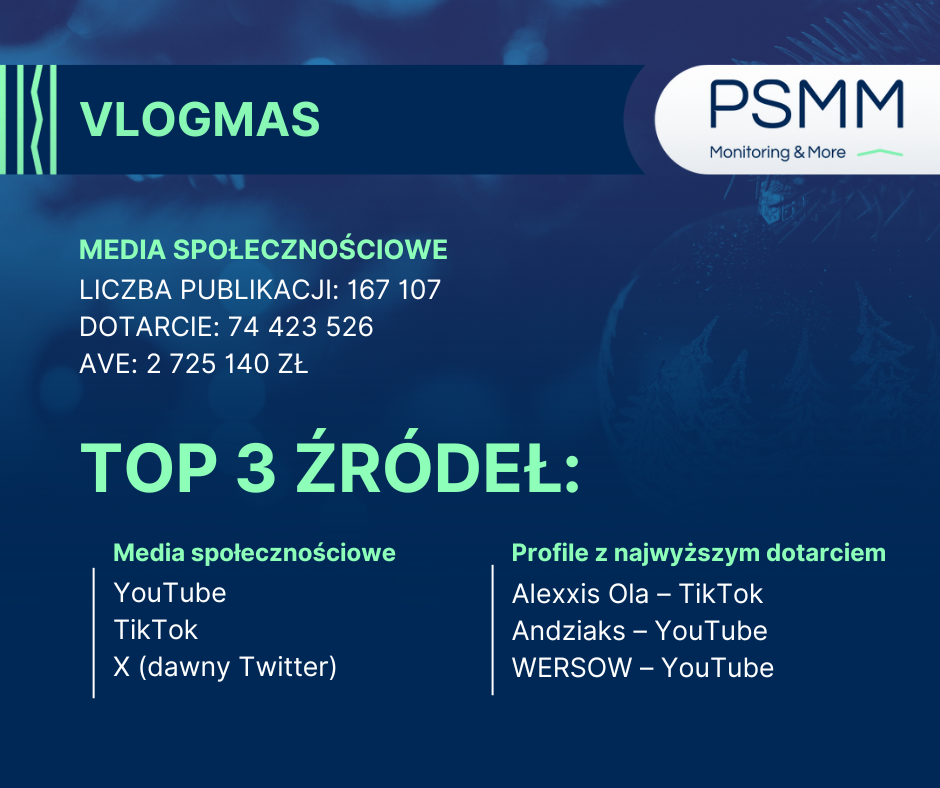 VLOGMAS
PSMM
Monitoring & More
MEDIA SPOŁECZNOŚCIOWE
LICZBA PUBLIKACJI: 167 107
DOTARCIE: 74 423 526
AVE: 2 725 140 ZŁ
TOP 3 ŹRÓDEŁ:
Media społecznościowe
YouTube
TikTok
X (dawny Twitter)
Profile z najwyższym dotarciem
Alexxis Ola – TikTok
Andziaks – YouTube
WERSOW – YouTube